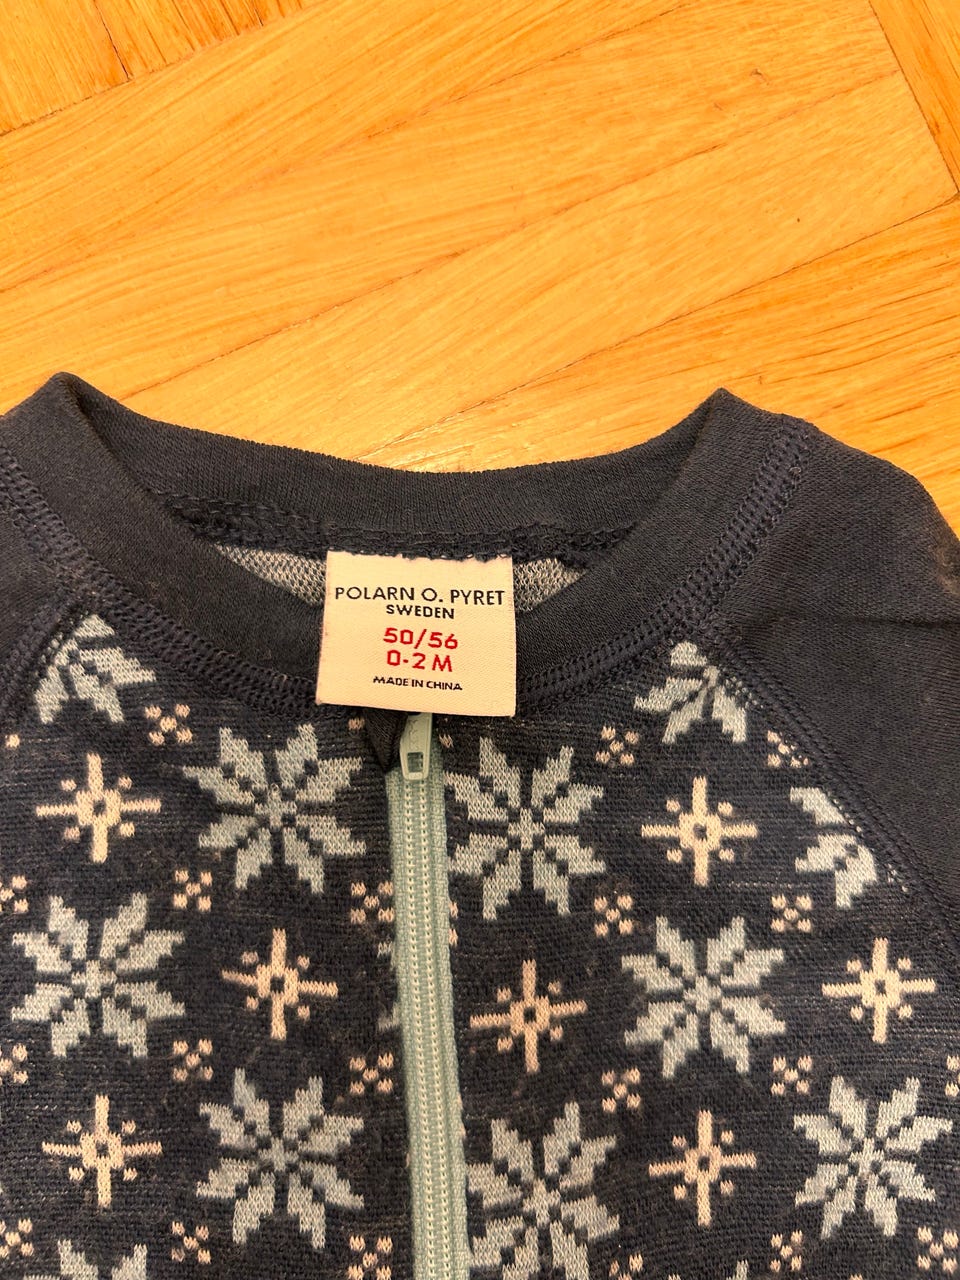 POLARN O. PYRET
SWEDEN
50/56
0-2 M
MADE IN CHINA